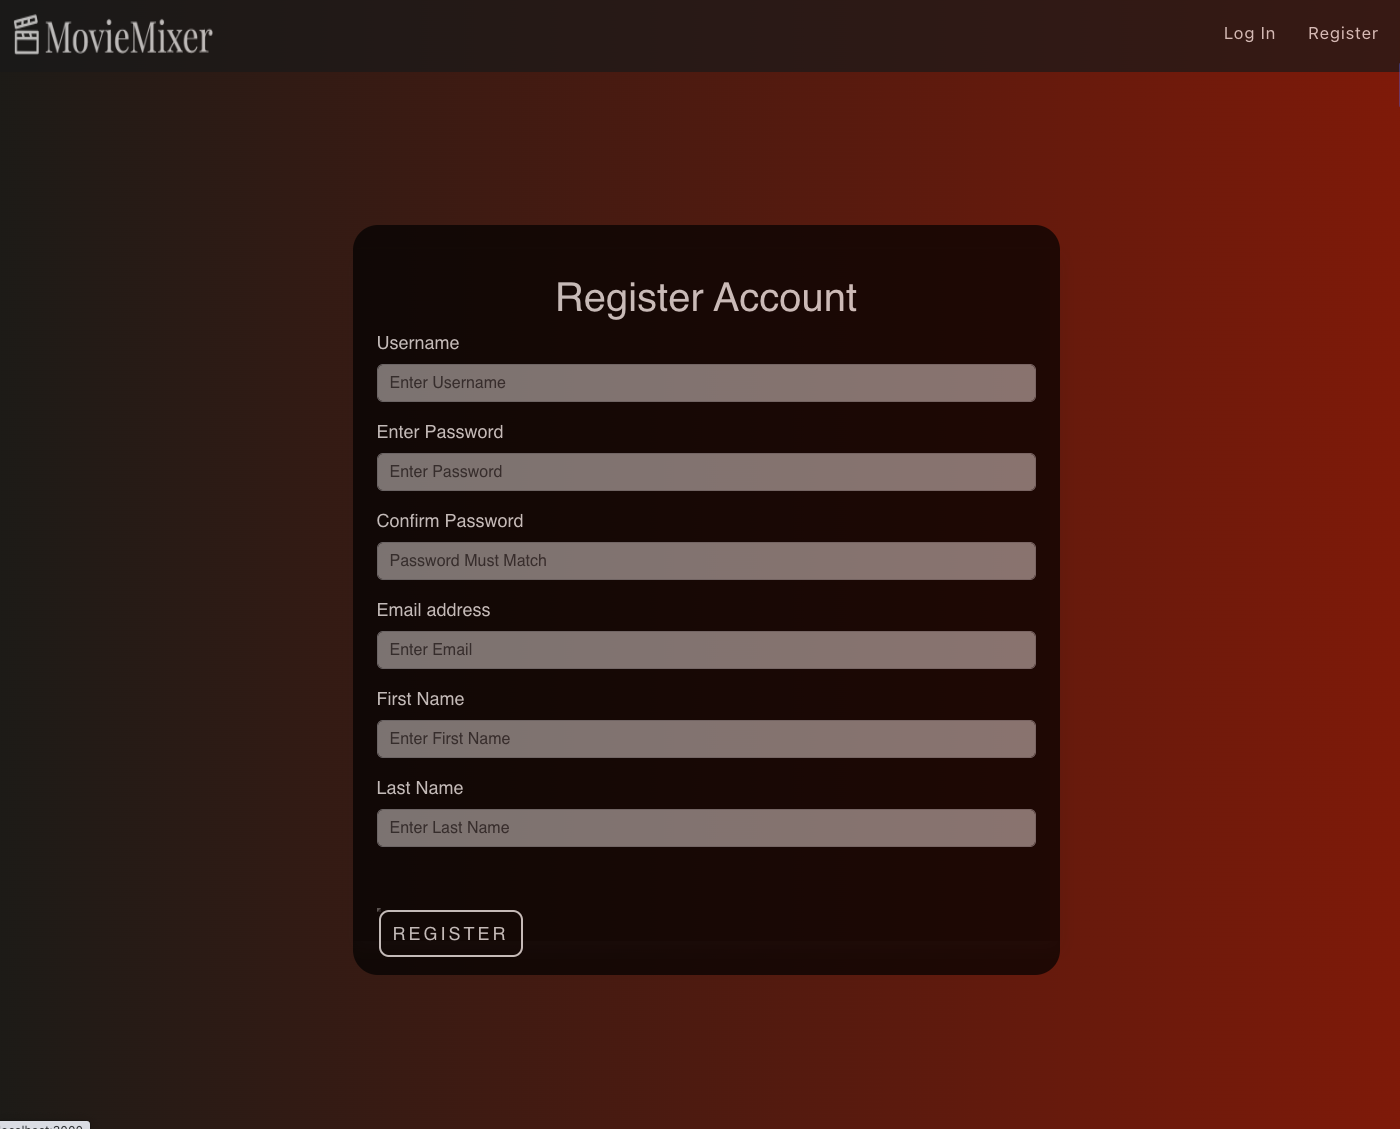 MovieMixer
Log In
Register
Register Account
Username
Enter Username
Enter Password
Enter Password
Confirm Password
Password Must Match
Email address
Enter Email
First Name
Enter First Name
Last Name
Enter Last Name
REGISTER